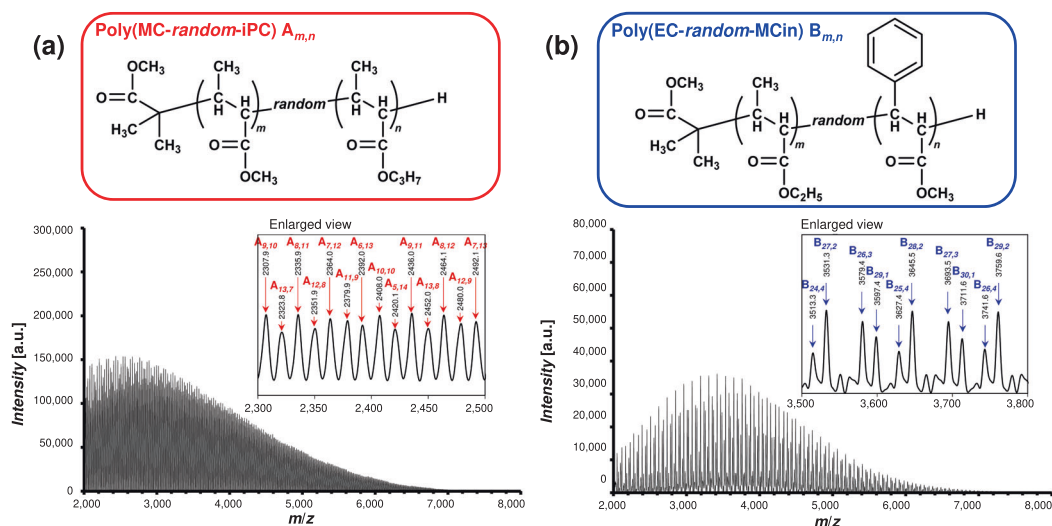 (a)
Poly(MC-random-iPC) A m,n
OCH3
O
H3C
CH3
CH3
H
H
m
O
OCH3
random
CH3
H
H
n
O
OC3H7
H
(b)
Poly(EC-random-MCin) B m,n
OCH3
O
H3C
CH3
CH3
H
H
m
O
OC2H5
random
H
H
n
O
OCH3
H
300,000
250,000
200,000
150,000
100,000
50,000
0
Intensity [a.u.]
2,000 3,000 4,000 5,000 6,000 7,000 8,000
m/z
Enlarged view
A9,10 A8,11 A7,12 A6,13 A9,11 A8,12 A7,13
2307.9 2335.9 2364.0 2392.0 2436.0 2464.1 2492.1
A13,7 A12,8 A11,9 A10,10 A5,14 A13,8 A12,9
2323.8 2351.9 2379.9 2408.0 2420.1 2452.0 2480.0
2,300 2,350 2,400 2,450 2,500
80,000
70,000
60,000
50,000
40,000
30,000
20,000
10,000
0
Intensity [a.u.]
2,000 3,000 4,000 5,000 6,000 7,000 8,000
m/z
Enlarged view
B27,2 B28,2 B29,2
3531.3 3645.5 3759.6
B26,3 B27,3
3579.4 3693.5
B29,1 B30,1
3597.4 3711.6
B24,4 B25,4 B26,4
3513.3 3627.4 3741.6
3,500 3,600 3,700 3,800